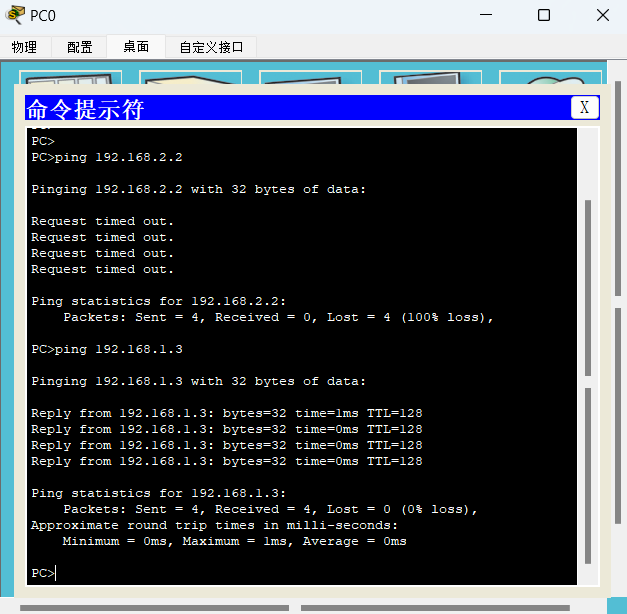 PC0
物理 配置 桌面 自定义接口
命令提示符 X
PC>
PC>ping 192.168.2.2
Pinging 192.168.2.2 with 32 bytes of data:
Request timed out.
Request timed out.
Request timed out.
Request timed out.
Ping statistics for 192.168.2.2:
Packets: Sent = 4, Received = 0, Lost = 4 (100% loss),
PC>ping 192.168.1.3
Pinging 192.168.1.3 with 32 bytes of data:
Reply from 192.168.1.3: bytes=32 time=1ms TTL=128
Reply from 192.168.1.3: bytes=32 time=0ms TTL=128
Reply from 192.168.1.3: bytes=32 time=0ms TTL=128
Reply from 192.168.1.3: bytes=32 time=0ms TTL=128
Ping statistics for 192.168.1.3:
Packets: Sent = 4, Received = 4, Lost = 0 (0% loss),
Approximate round trip times in milli-seconds:
Minimum = 0ms, Maximum = 1ms, Average = 0ms
PC>